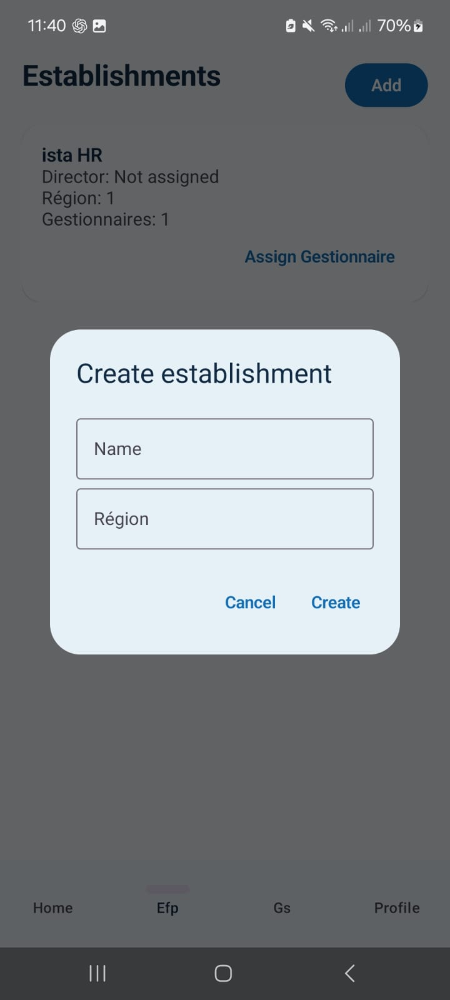 11:40
70%
Establishments
Add
ista HR
Director: Not assigned
Région: 1
Gestionnaires: 1
Assign Gestionnaire
Create establishment
Name
Région
Cancel Create
Home Efp Gs Profile